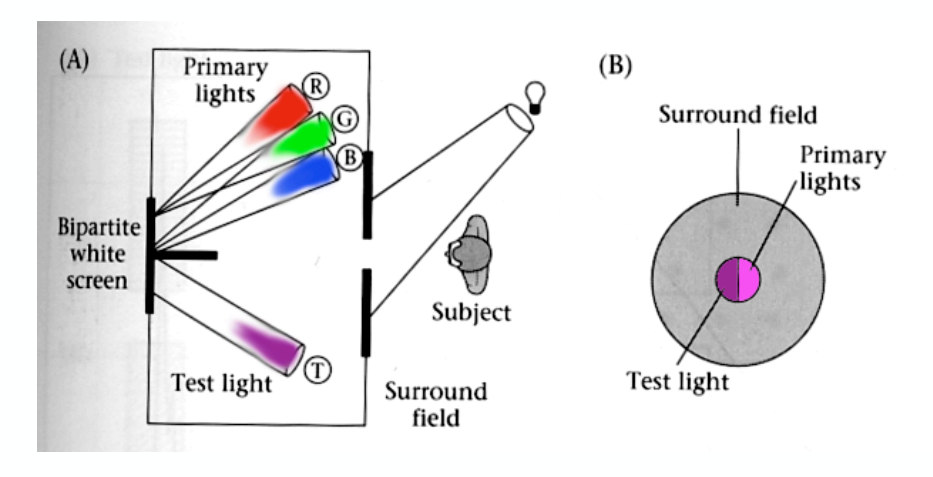 (A)
Primary
lights
R
G
B
Bipartite
white
screen
Subject
Test light
T
Surround
field
(B)
Surround field
Primary
lights
Test light